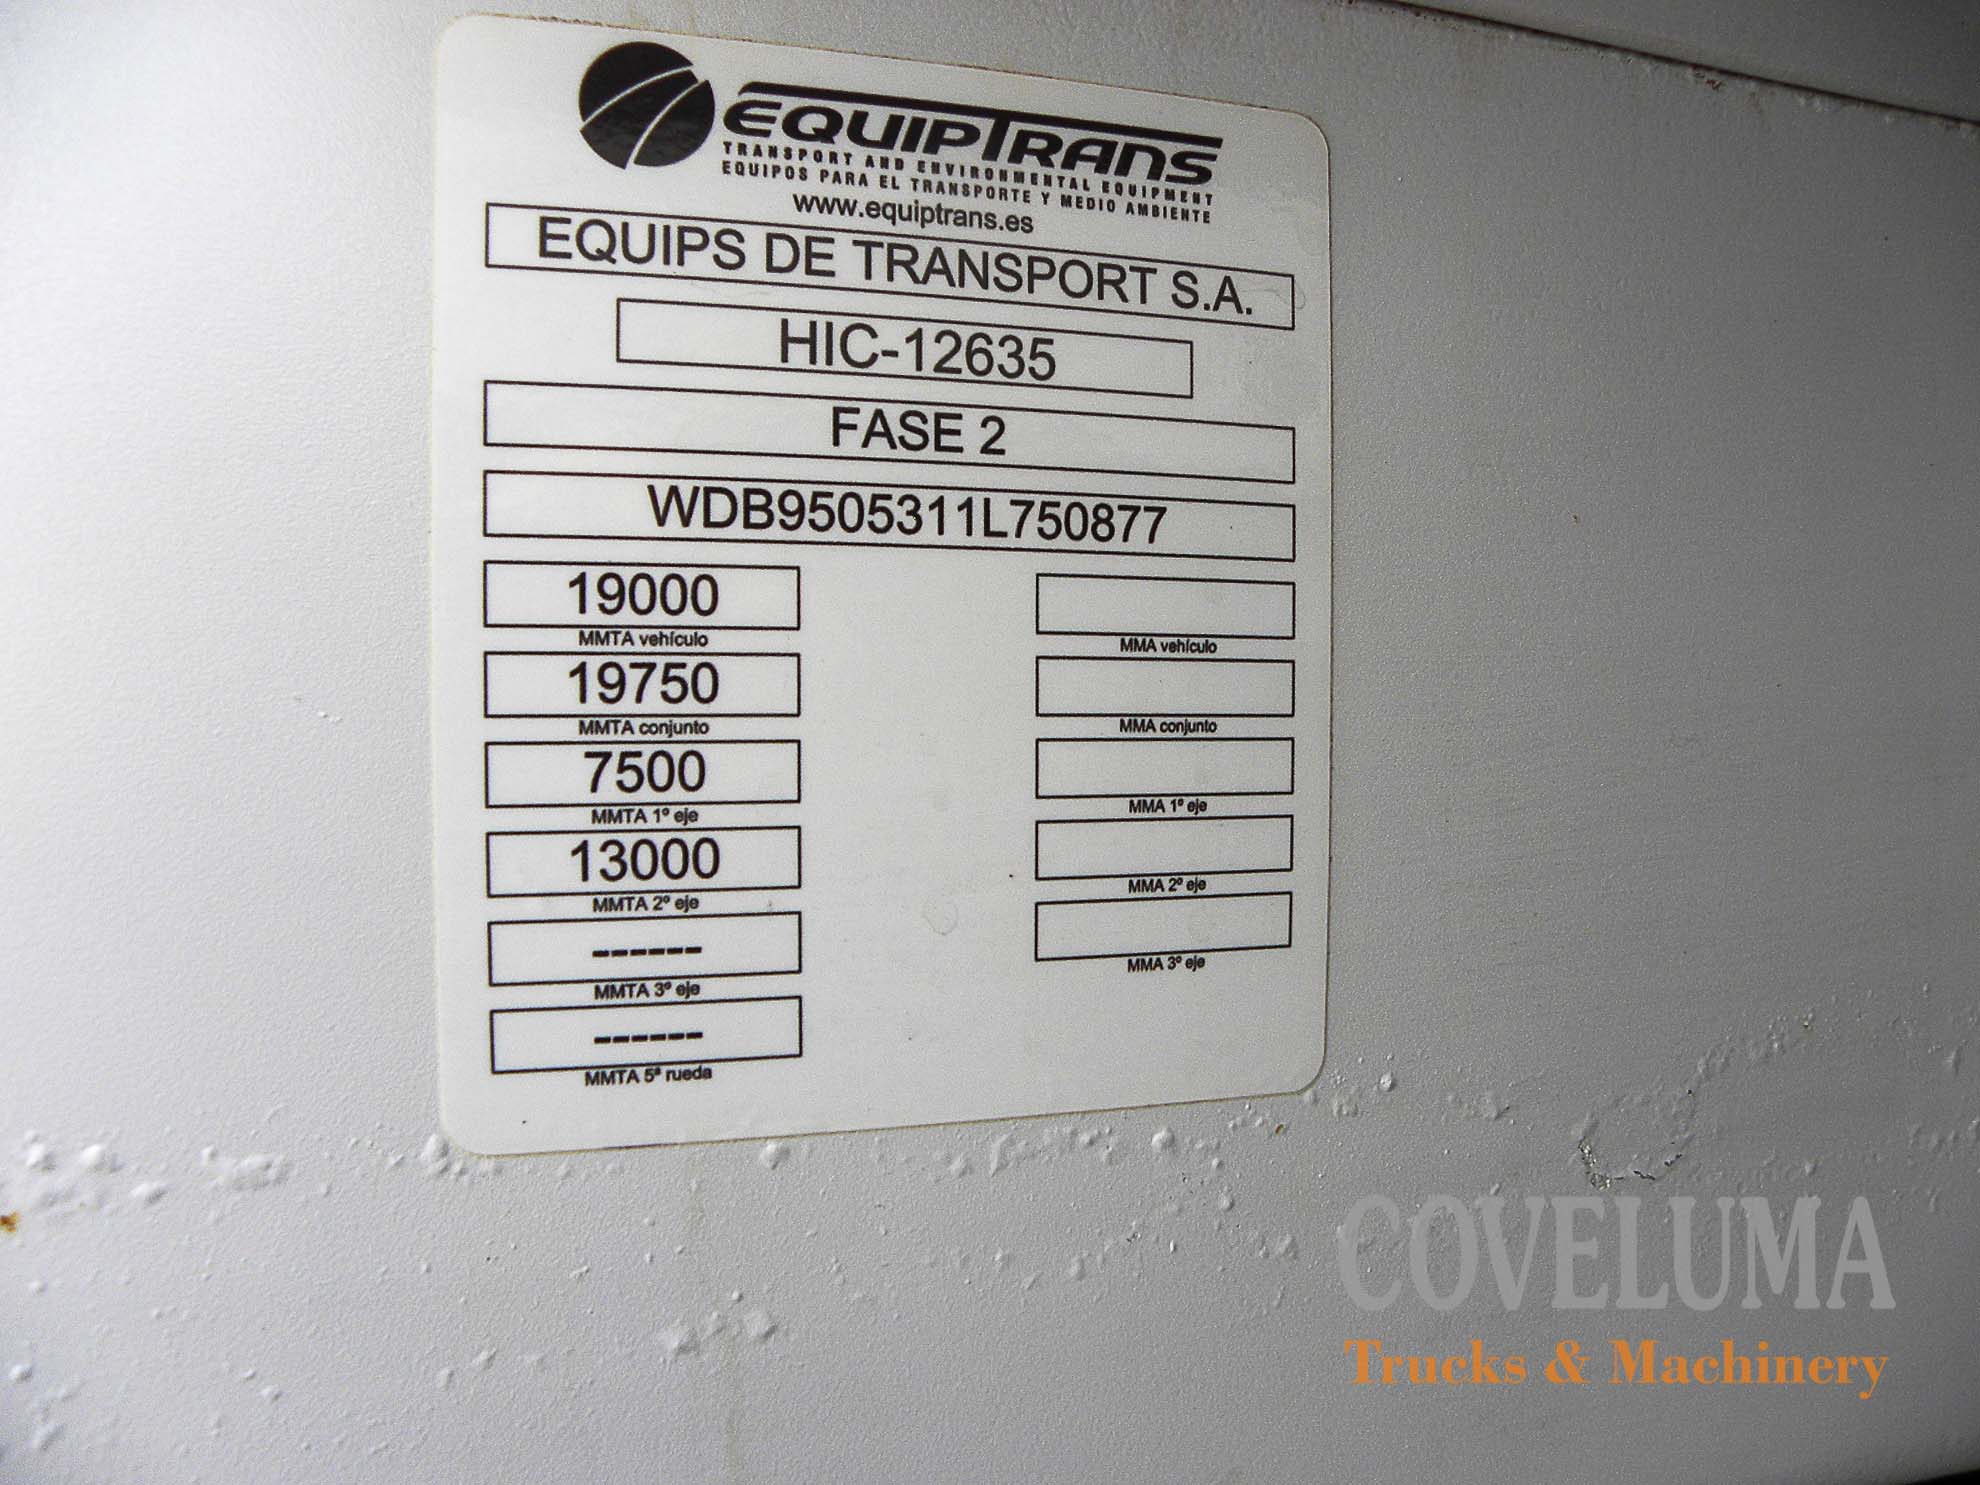 EQUIPTRANS
TRANSPORT AND ENVIRONMENTAL EQUIPMENT
EQUIPOS PARA EL TRANSPORTE Y MEDIO AMBIENTE
www.equiptrans.es
EQUIPS DE TRANSPORT S.A.
HIC-12635
FASE 2
WDB9505311L750877
19000
MMTA vehículo
MMA vehículo
19750
MMTA conjunto
MMA conjunto
7500
MMTA 1º eje
MMA 1º eje
13000
MMTA 2º eje
MMA 2º eje
------
MMTA 3º eje
MMA 3º eje
------
MMTA 5ª rueda
COVELUMA
Trucks & Machinery